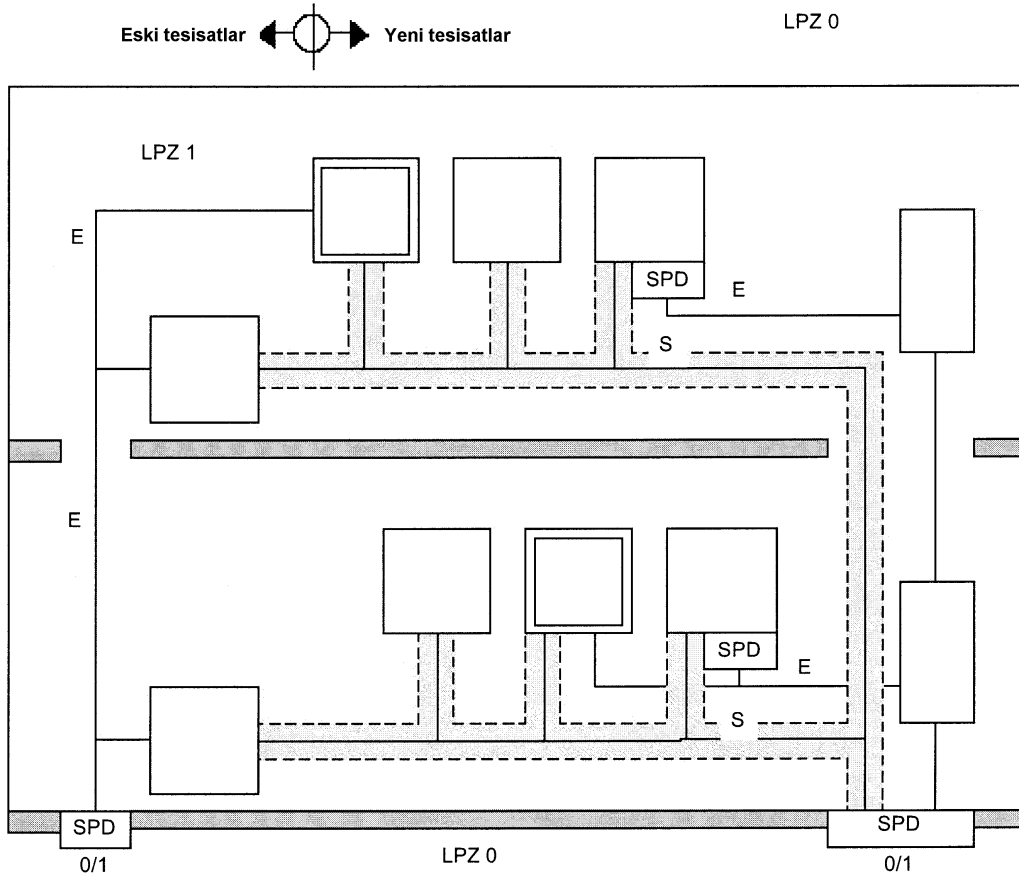 LPZ 0
Eski tesisatlar Yeni tesisatlar
LPZ 1
E
SPD
E
S
E
SPD
E
S
SPD
SPD
0/1
LPZ 0
0/1